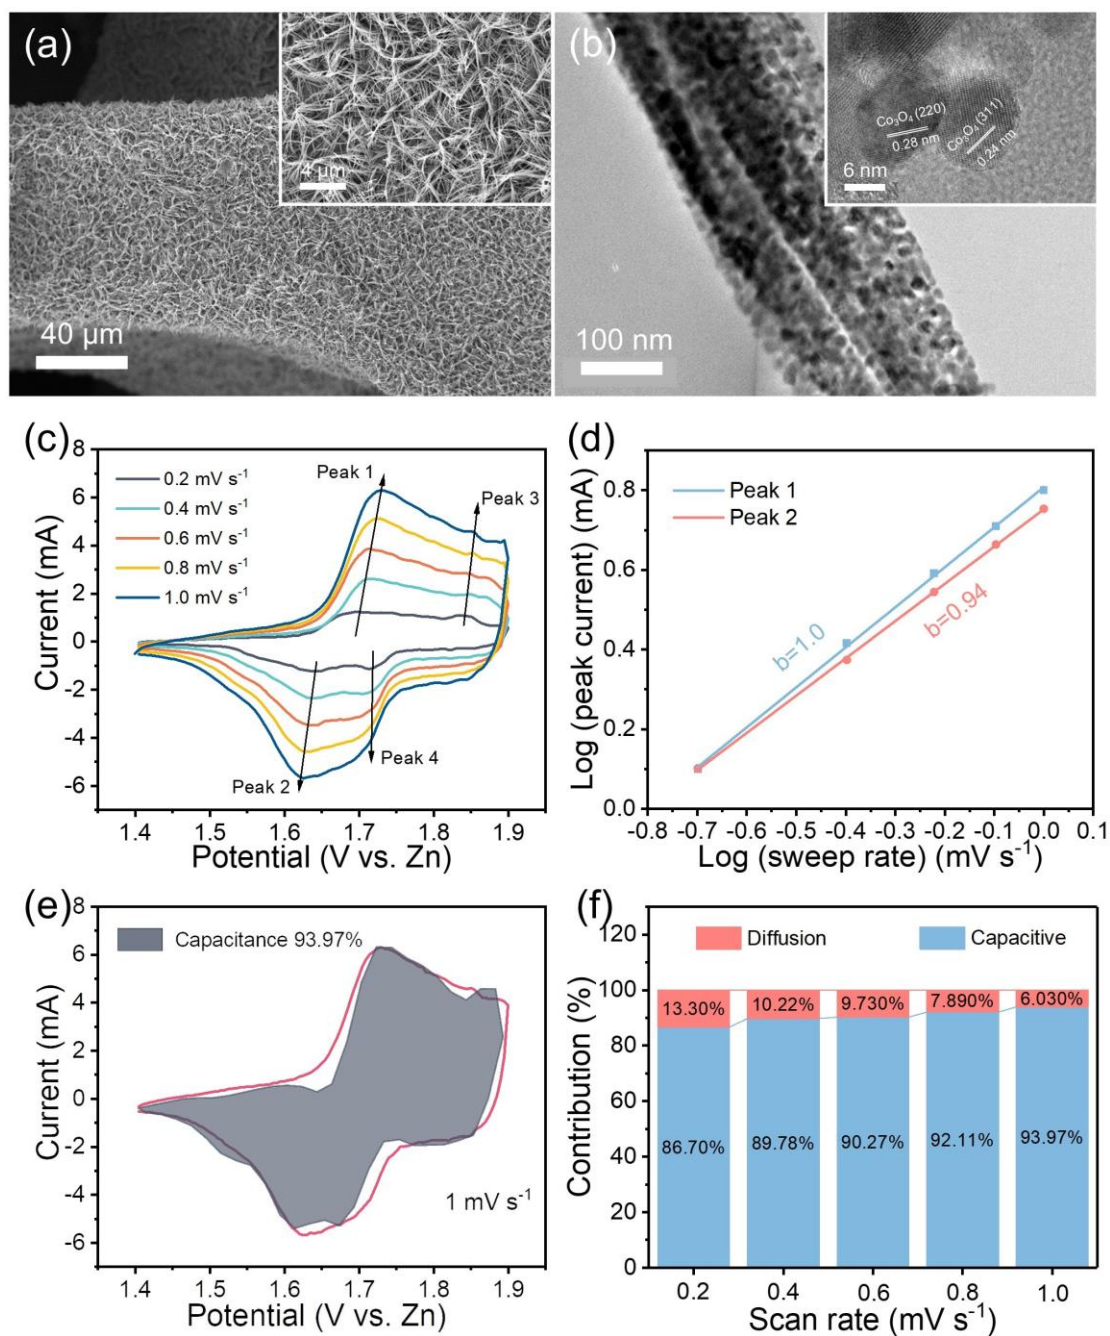 (a)
4 μm
40 μm
(b)
Co₃O₄ (220)
0.28 nm
Co₃O₄ (311)
0.24 nm
6 nm
100 nm
(c)
8
6
4
2
0
-2
-4
-6
Current (mA)
0.2 mV s⁻¹
0.4 mV s⁻¹
0.6 mV s⁻¹
0.8 mV s⁻¹
1.0 mV s⁻¹
Peak 1
Peak 3
Peak 2
Peak 4
1.4 1.5 1.6 1.7 1.8 1.9
Potential (V vs. Zn)
(d)
0.8
0.6
0.4
0.2
0.0
Log (peak current) (mA)
Peak 1
Peak 2
b=1.0
b=0.94
-0.8 -0.7 -0.6 -0.5 -0.4 -0.3 -0.2 -0.1 0.0 0.1
Log (sweep rate) (mV s⁻¹)
(e)
8
6
4
2
0
-2
-4
-6
Current (mA)
Capacitance 93.97%
1 mV s⁻¹
1.4 1.5 1.6 1.7 1.8 1.9
Potential (V vs. Zn)
(f)
120
100
80
60
40
20
0
Contribution (%)
Diffusion
Capacitive
13.30% 10.22% 9.730% 7.890% 6.030%
86.70% 89.78% 90.27% 92.11% 93.97%
0.2 0.4 0.6 0.8 1.0
Scan rate (mV s⁻¹)